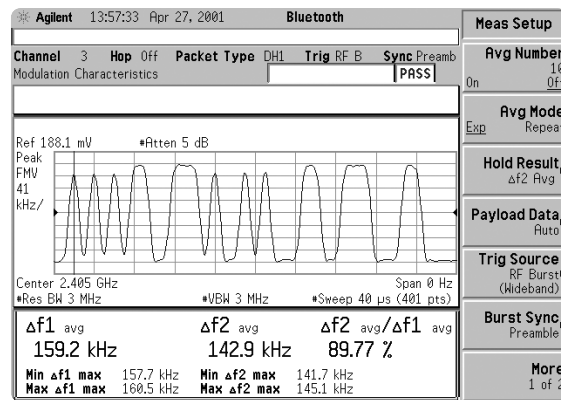 Agilent 13:57:33 Apr 27, 2001 Bluetooth
Channel 3 Hop Off Packet Type DH1 Trig RF B Sync Preamb
Modulation Characteristics PASS
Ref 188.1 mV #Atten 5 dB
Peak
FMV
41
kHz/
Center 2.405 GHz Span 0 Hz
#Res BW 3 MHz #VBW 3 MHz #Sweep 40 µs (401 pts)
Δf1 avg Δf2 avg Δf2 avg/Δf1 avg
159.2 kHz 142.9 kHz 89.77 %
Min Δf1 max 157.7 kHz Min Δf2 max 141.7 kHz
Max Δf1 max 160.5 kHz Max Δf2 max 145.1 kHz
Meas Setup
Avg Number
10
On Of
Avg Mode
Exp Repea
Hold Result
Δf2 Avg
Payload Data
Auto
Trig Source
RF Burst
(Wideband)
Burst Sync
Preamble
More
1 of 2